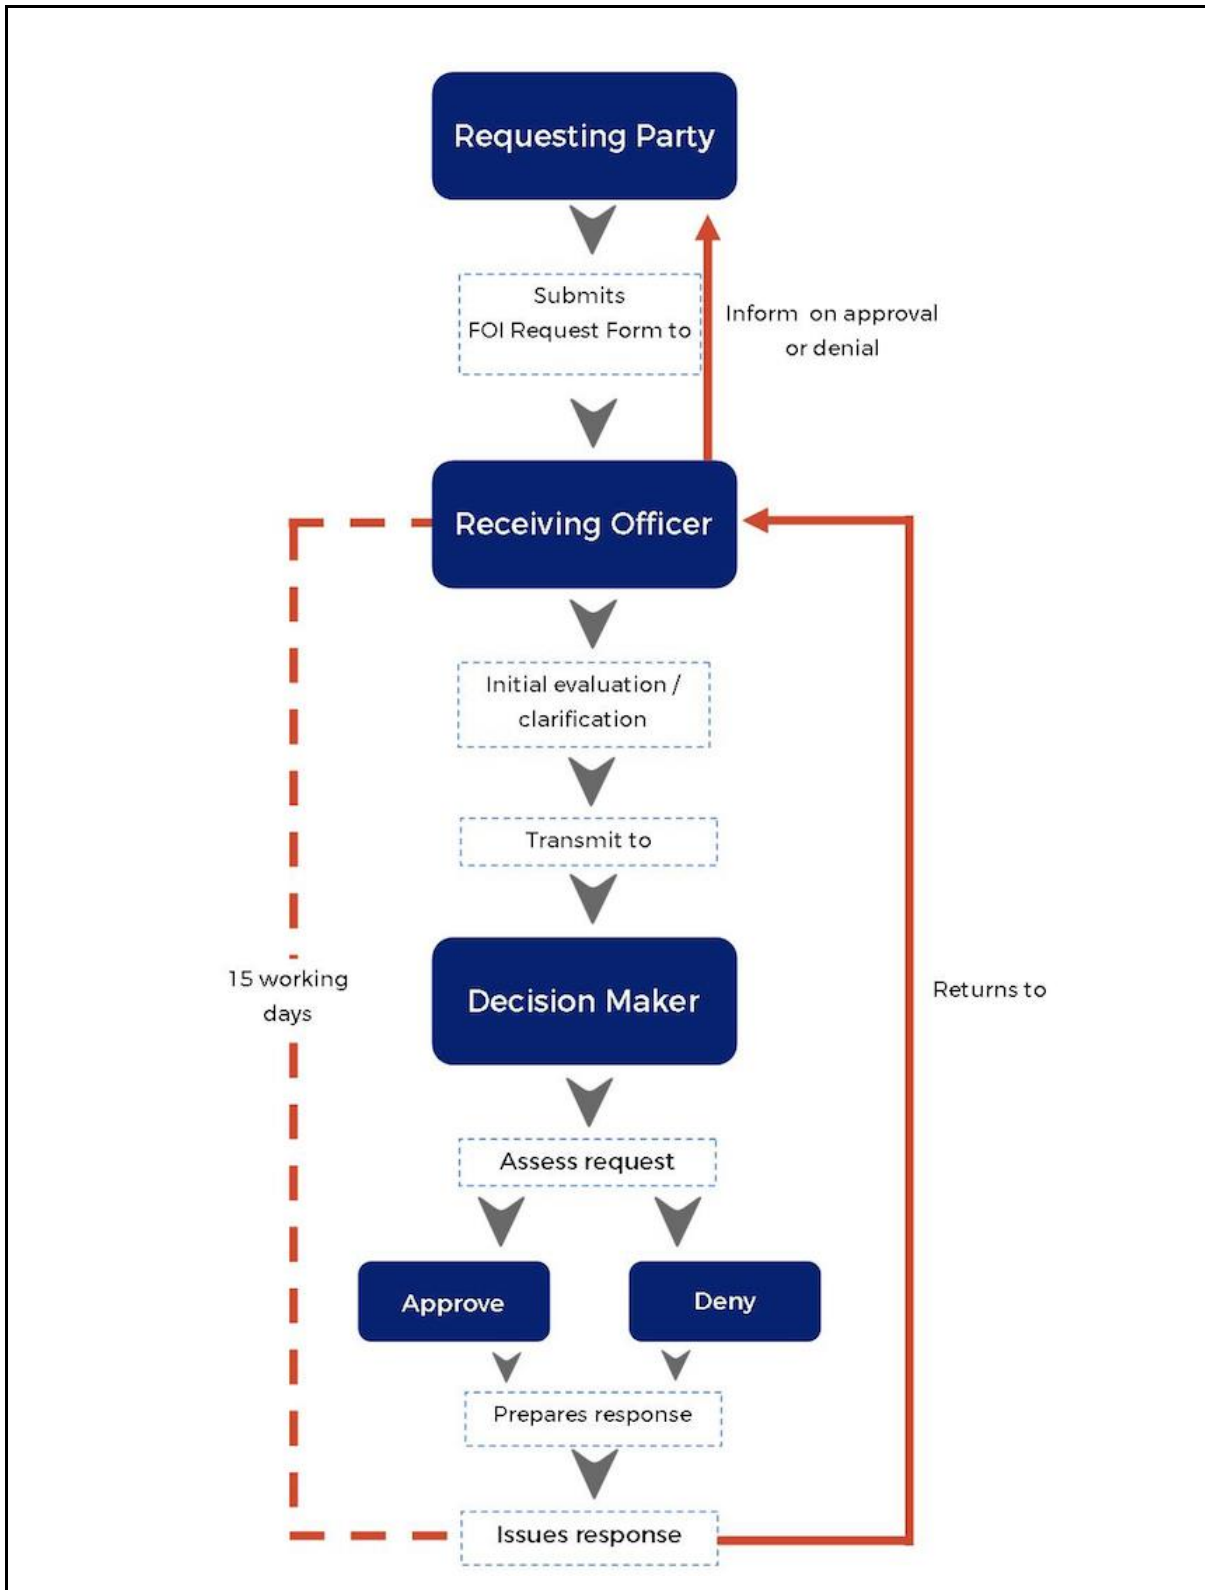 Requesting Party
Submits
FOI Request Form to
Inform on approval
or denial
Receiving Officer
Initial evaluation /
clarification
Transmit to
Decision Maker
15 working
days
Returns to
Assess request
Approve
Deny
Prepares response
Issues response